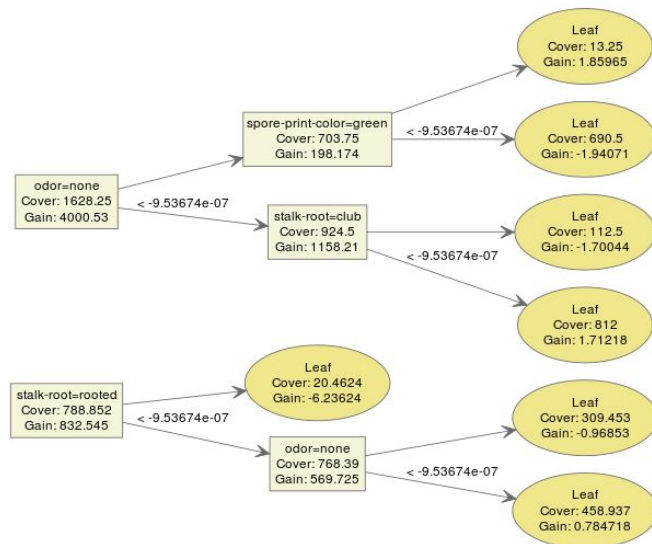 Leaf
Cover: 13.25
Gain: 1.85965
spore-print-color=green
Cover: 703.75
Gain: 198.174
< -9.53674e-07
Leaf
Cover: 690.5
Gain: -1.94071
odor=none
Cover: 1628.25
Gain: 4000.53
< -9.53674e-07
stalk-root=club
Cover: 924.5
Gain: 1158.21
Leaf
Cover: 112.5
Gain: -1.70044
< -9.53674e-07
Leaf
Cover: 812
Gain: 1.71218
stalk-root=rooted
Cover: 788.852
Gain: 832.545
Leaf
Cover: 20.4624
Gain: -6.23624
< -9.53674e-07
odor=none
Cover: 768.39
Gain: 569.725
Leaf
Cover: 309.453
Gain: -0.96853
< -9.53674e-07
Leaf
Cover: 458.937
Gain: 0.784718